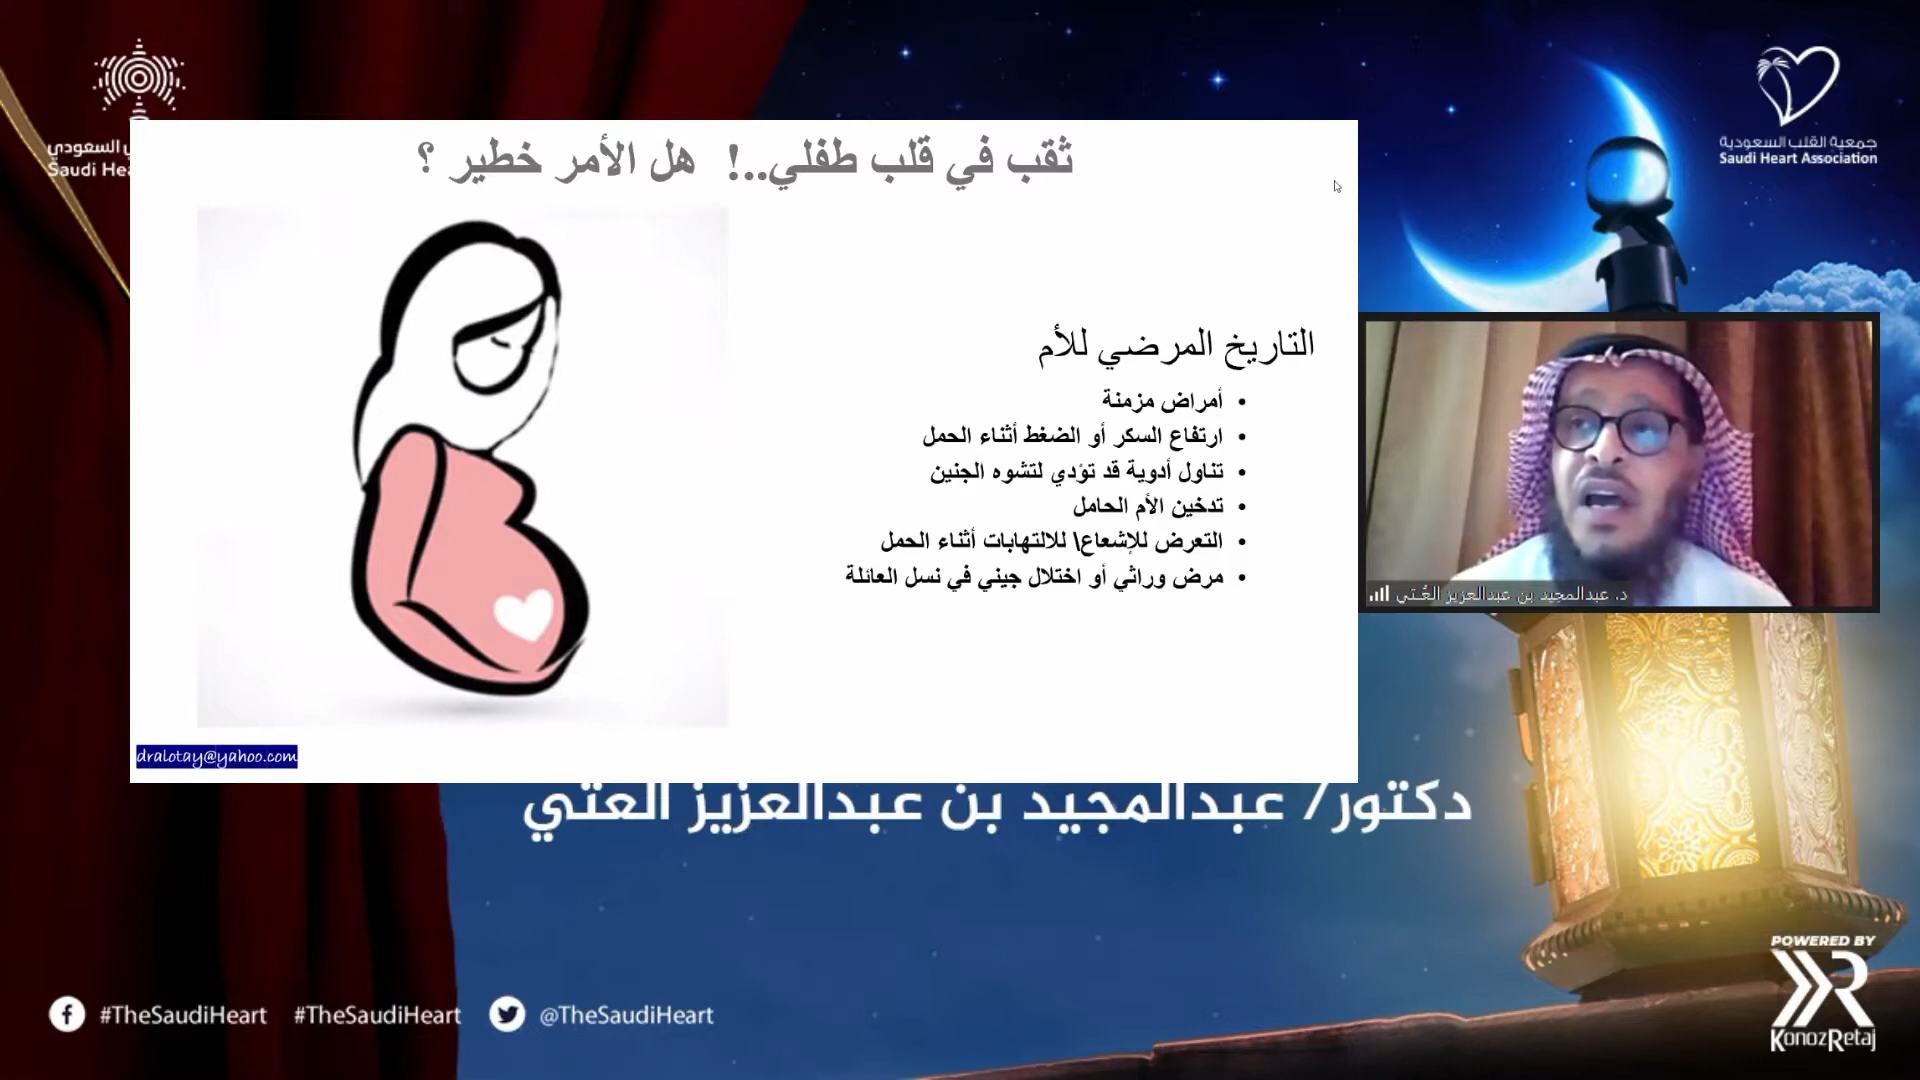 السعودي
Saudi Hea
جمعية القلب السعودية
Saudi Heart Association
ثقب في قلب طفلي..! هل الأمر خطير ؟
التاريخ المرضي للأم
• أمراض مزمنة
• ارتفاع السكر أو الضغط أثناء الحمل
• تناول أدوية قد تؤدي لتشوه الجنين
• تدخين الأم الحامل
• التعرض للإشعاع\ للالتهابات أثناء الحمل
• مرض وراثي أو اختلال جيني في نسل العائلة
dralotay@yahoo.com
د. عبدالمجيد بن عبدالعزيز العُتي
دكتور/ عبدالمجيد بن عبدالعزيز العتي
#TheSaudiHeart #TheSaudiHeart @TheSaudiHeart
POWERED BY
KonozRetaj